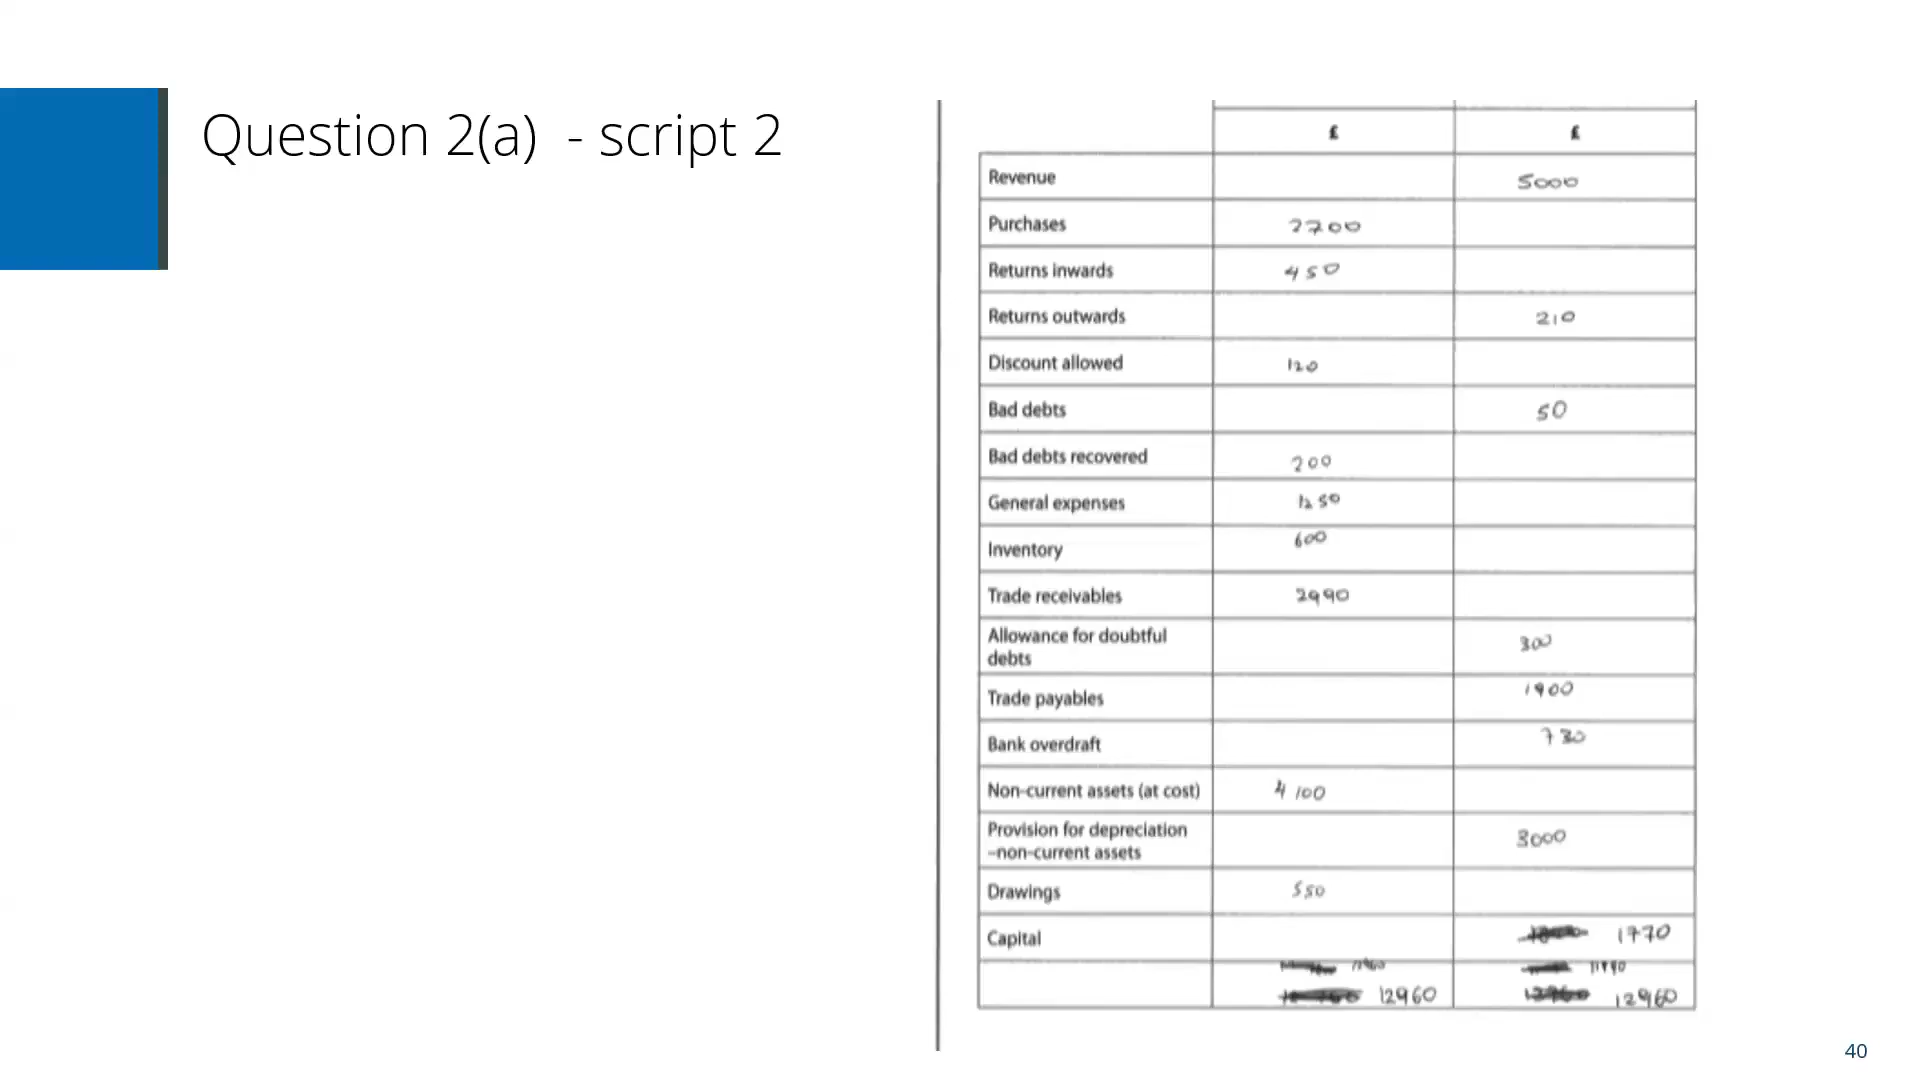 Question 2(a) - script 2
£ £
Revenue 5000
Purchases 2700
Returns inwards 450
Returns outwards 210
Discount allowed 120
Bad debts 50
Bad debts recovered 200
General expenses 1250
Inventory 600
Trade receivables 2990
Allowance for doubtful
debts 300
Trade payables 1900
Bank overdraft 730
Non-current assets (at cost) 4100
Provision for depreciation
–non-current assets 3000
Drawings 550
Capital 1770
12960 12960
40